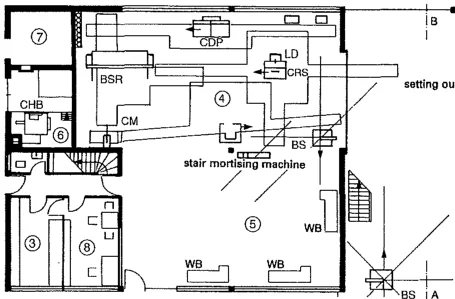 B
7
CDP
LD
CRS
BSR
setting ou
CHB
4
CM
6
BS
stair mortising machine
5
3
8
WB
WB
WB
BS
A